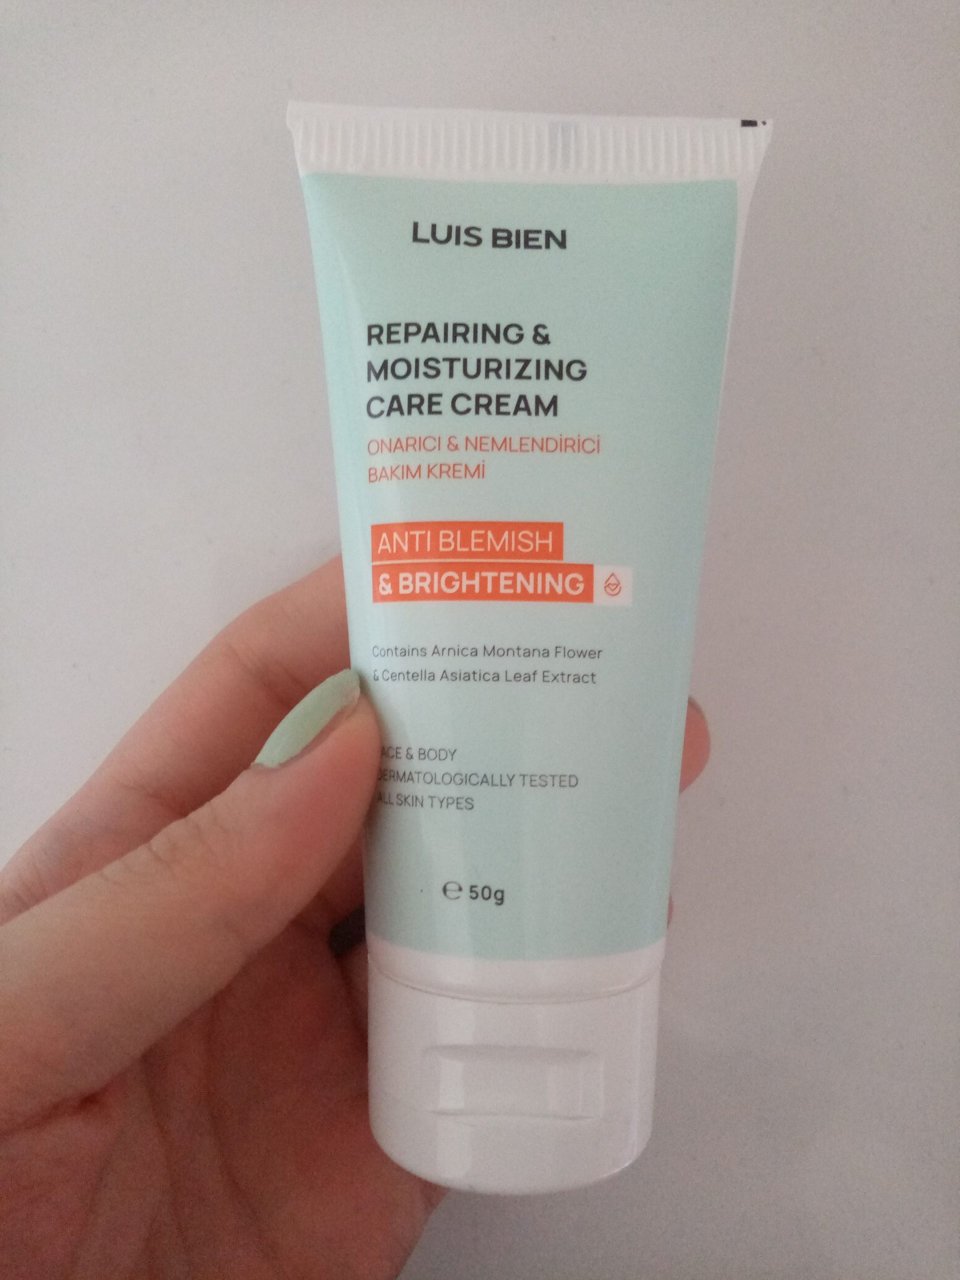 LUIS BIEN
REPAIRING &
MOISTURIZING
CARE CREAM
ONARICI & NEMLENDİRİCİ
BAKIM KREMİ
ANTI BLEMISH
& BRIGHTENING
Contains Arnica Montana Flower
& Centella Asiatica Leaf Extract
ACE & BODY
DERMATOLOGICALLY TESTED
ALL SKIN TYPES
℮ 50g